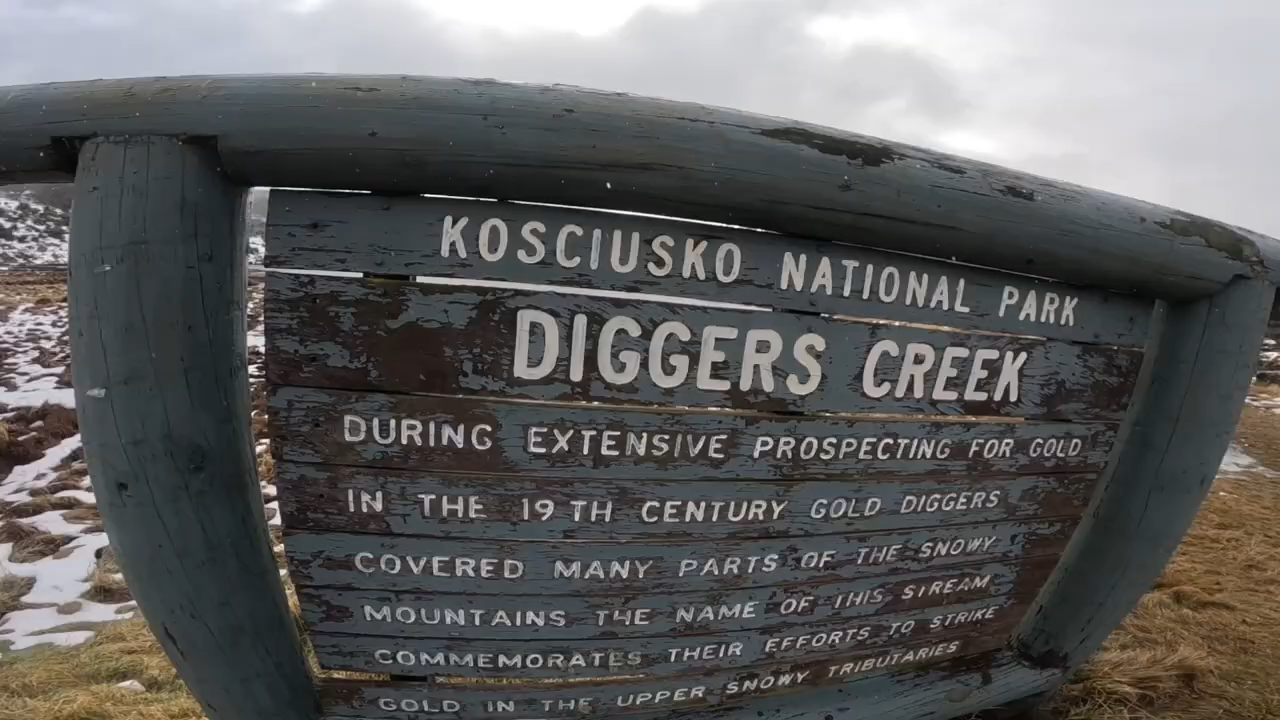 KOSCIUSKO NATIONAL PARK
DIGGERS CREEK
DURING EXTENSIVE PROSPECTING FOR GOLD
IN THE 19TH CENTURY GOLD DIGGERS
COVERED MANY PARTS OF THE SNOWY
MOUNTAINS THE NAME OF THIS STREAM
COMMEMORATES THEIR EFFORTS TO STRIKE
GOLD IN THE UPPER SNOWY TRIBUTARIES